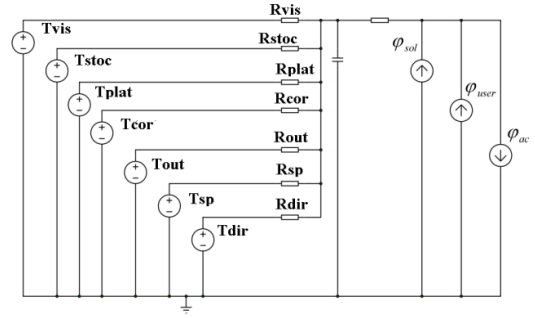 Rvis
Tvis
Rstoc
φsol
Tstoc
Rplat
φuser
Tplat
Rcor
Tcor
φac
Rout
Tout
Rsp
Tsp
Rdir
Tdir